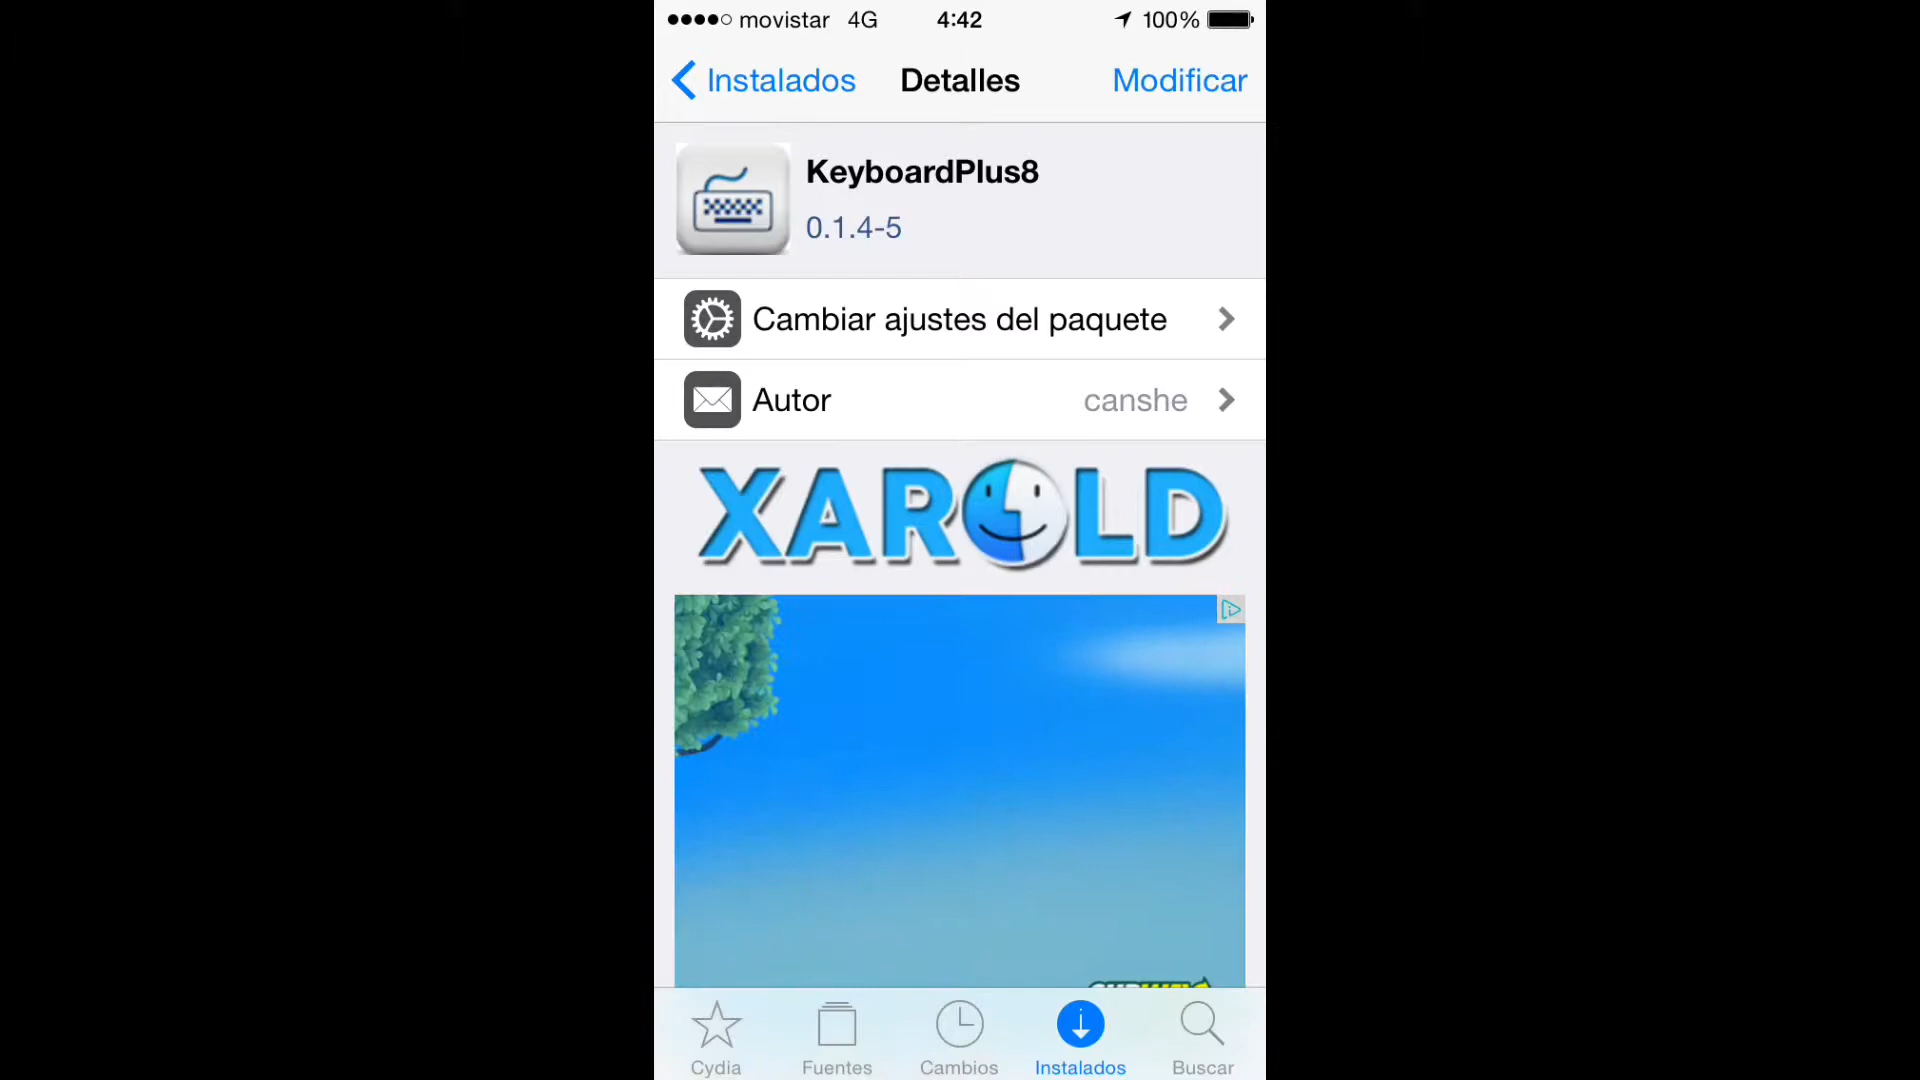 movistar 4G 4:42 100%
Instalados Detalles Modificar
KeyboardPlus8
0.1.4-5
Cambiar ajustes del paquete
Autor canshe
XAROLD
SUBWAY
Cydia Fuentes Cambios Instalados Buscar